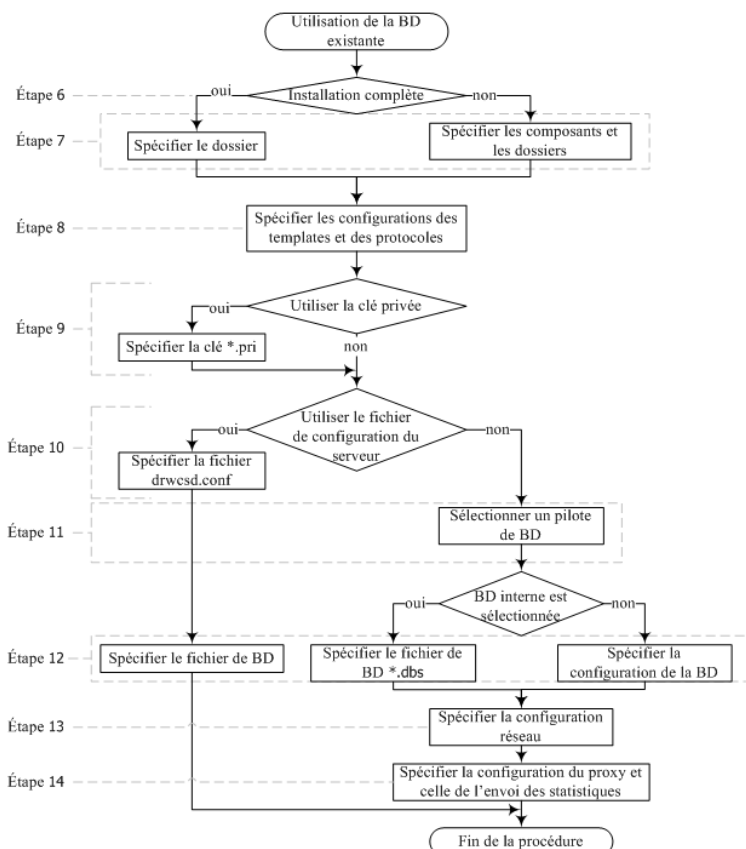 Utilisation de la BD
existante
Étape 6
oui
Installation complète
non
Étape 7
Spécifier le dossier
Spécifier les composants et
les dossiers
Étape 8
Spécifier les configurations des
templates et des protocoles
Étape 9
oui
Utiliser la clé privée
Spécifier la clé *.pri
non
Étape 10
oui
Utiliser le fichier
de configuration du
serveur
non
Spécifier la fichier
drwcsd.conf
Étape 11
Sélectionner un pilote
de BD
oui
BD interne est
sélectionnée
non
Étape 12
Spécifier le fichier de BD
Spécifier le fichier de
BD *.dbs
Spécifier la
configuration de la BD
Étape 13
Spécifier la configuration
réseau
Étape 14
Spécifier la configuration du proxy et
celle de l'envoi des statistiques
Fin de la procédure